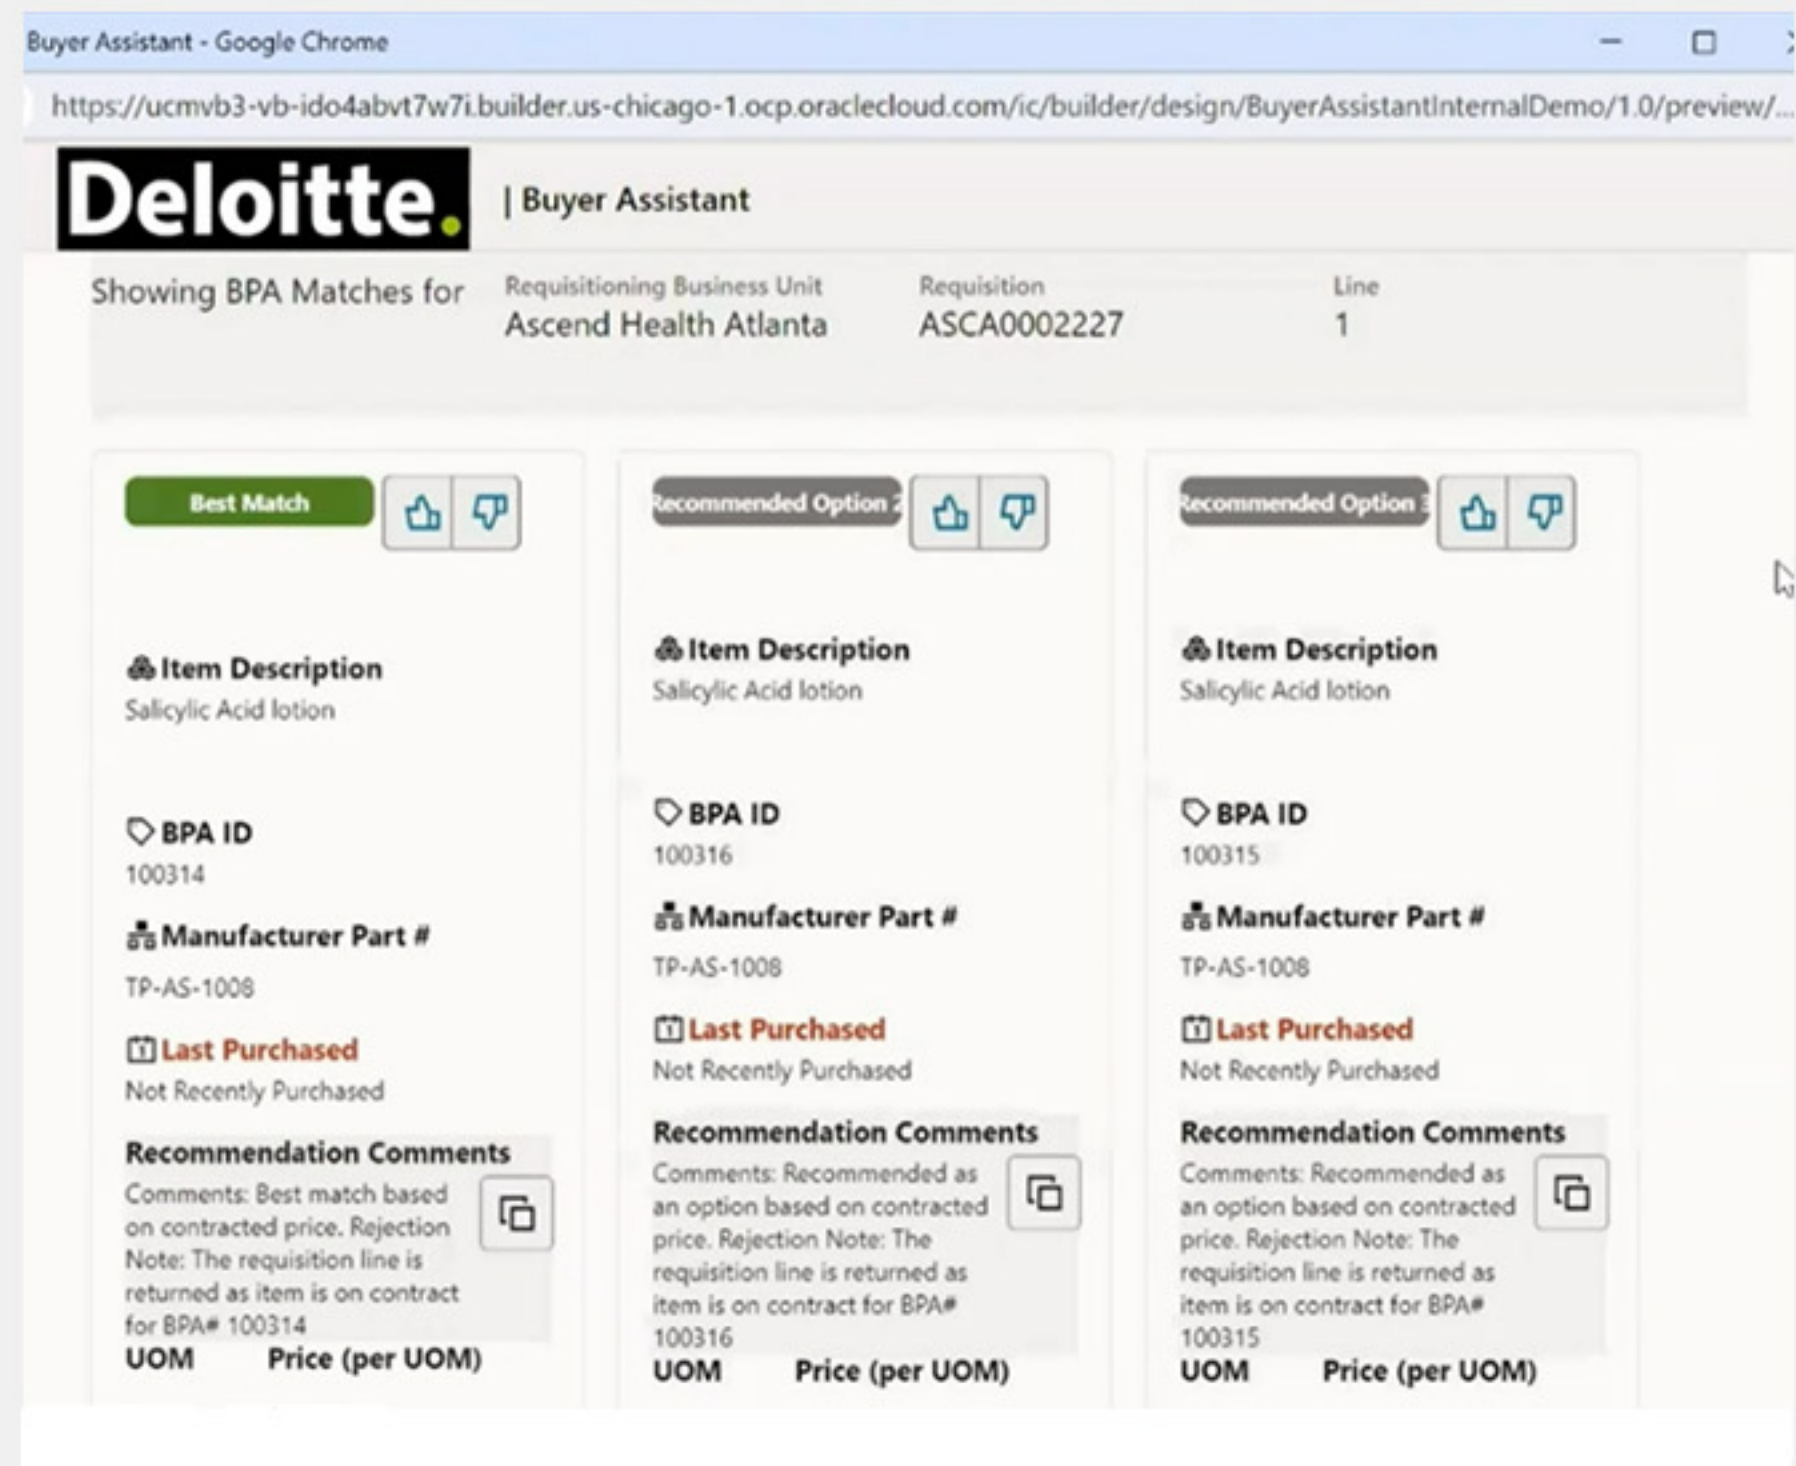 Buyer Assistant - Google Chrome
https://ucmvb3-vb-ido4abvt7w7i.builder.us-chicago-1.ocp.oraclecloud.com/ic/builder/design/BuyerAssistantInternalDemo/1.0/preview/...
Deloitte. | Buyer Assistant
Showing BPA Matches for
Requisitioning Business Unit
Ascend Health Atlanta
Requisition
ASCA0002227
Line
1
Best Match
Item Description
Salicylic Acid lotion
BPA ID
100314
Manufacturer Part #
TP-AS-1008
Last Purchased
Not Recently Purchased
Recommendation Comments
Comments: Best match based
on contracted price. Rejection
Note: The requisition line is
returned as item is on contract
for BPA# 100314
UOM Price (per UOM)
Recommended Option 2
Item Description
Salicylic Acid lotion
BPA ID
100316
Manufacturer Part #
TP-AS-1008
Last Purchased
Not Recently Purchased
Recommendation Comments
Comments: Recommended as
an option based on contracted
price. Rejection Note: The
requisition line is returned as
item is on contract for BPA#
100316
UOM Price (per UOM)
Recommended Option 3
Item Description
Salicylic Acid lotion
BPA ID
100315
Manufacturer Part #
TP-AS-1008
Last Purchased
Not Recently Purchased
Recommendation Comments
Comments: Recommended as
an option based on contracted
price. Rejection Note: The
requisition line is returned as
item is on contract for BPA#
100315
UOM Price (per UOM)